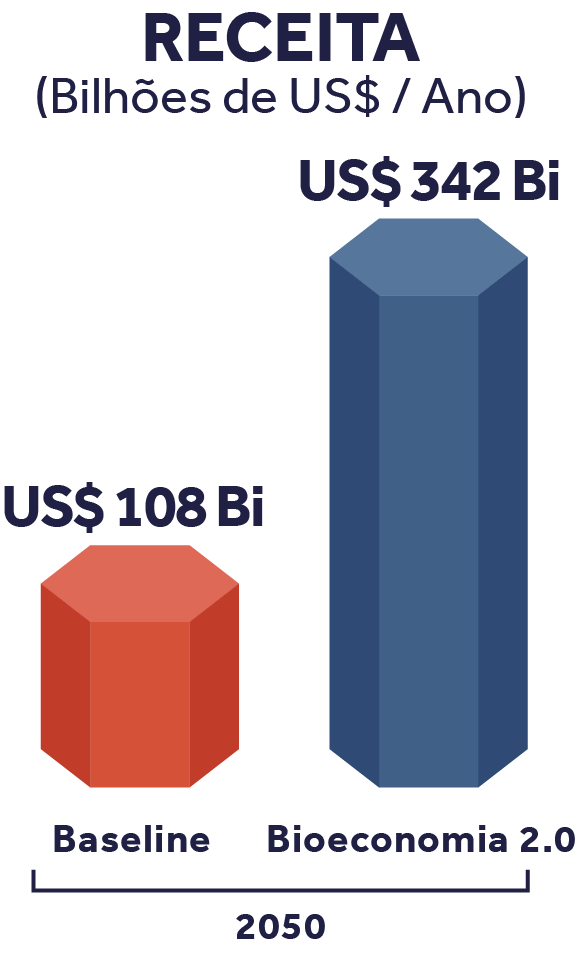 RECEITA
(Bilhões de US$ / Ano)
US$ 342 Bi
US$ 108 Bi
Baseline
Bioeconomia 2.0
2050